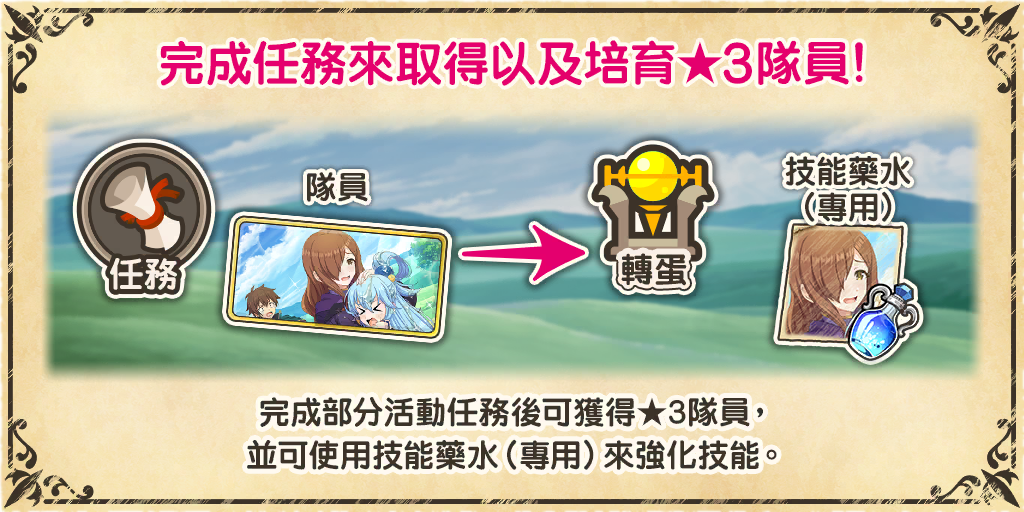 完成任務來取得以及培育★3隊員!
任務
隊員
轉蛋
技能藥水
（專用）
完成部分活動任務後可獲得★3隊員，
並可使用技能藥水（專用）來強化技能。